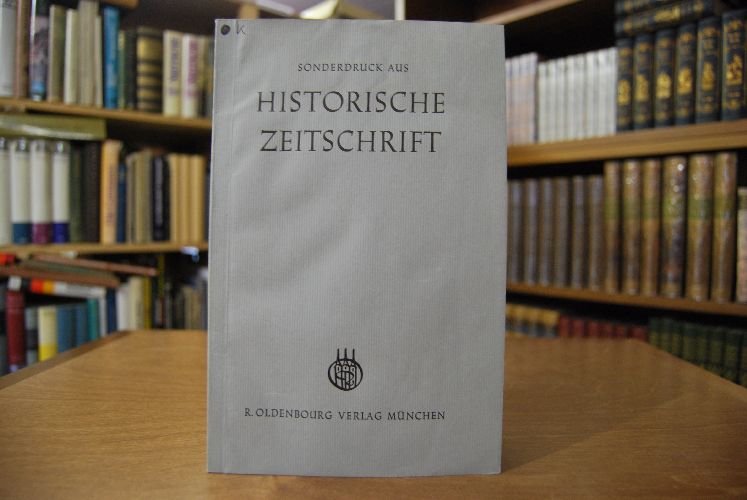 K
SONDERDRUCK AUS
HISTORISCHE
ZEITSCHRIFT
R. OLDENBOURG VERLAG MÜNCHEN